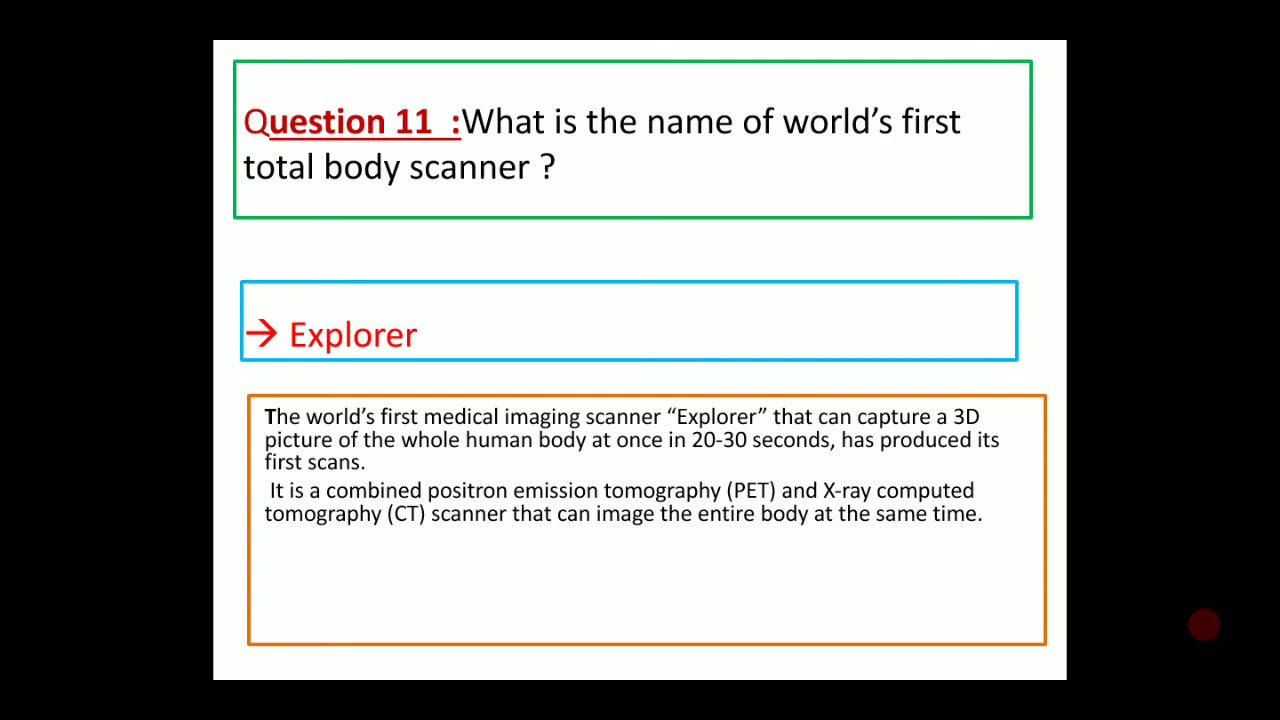 Question 11  :What is the name of world’s first
total body scanner ?
→ Explorer
The world’s first medical imaging scanner “Explorer” that can capture a 3D
picture of the whole human body at once in 20-30 seconds, has produced its
first scans.
It is a combined positron emission tomography (PET) and X-ray computed
tomography (CT) scanner that can image the entire body at the same time.